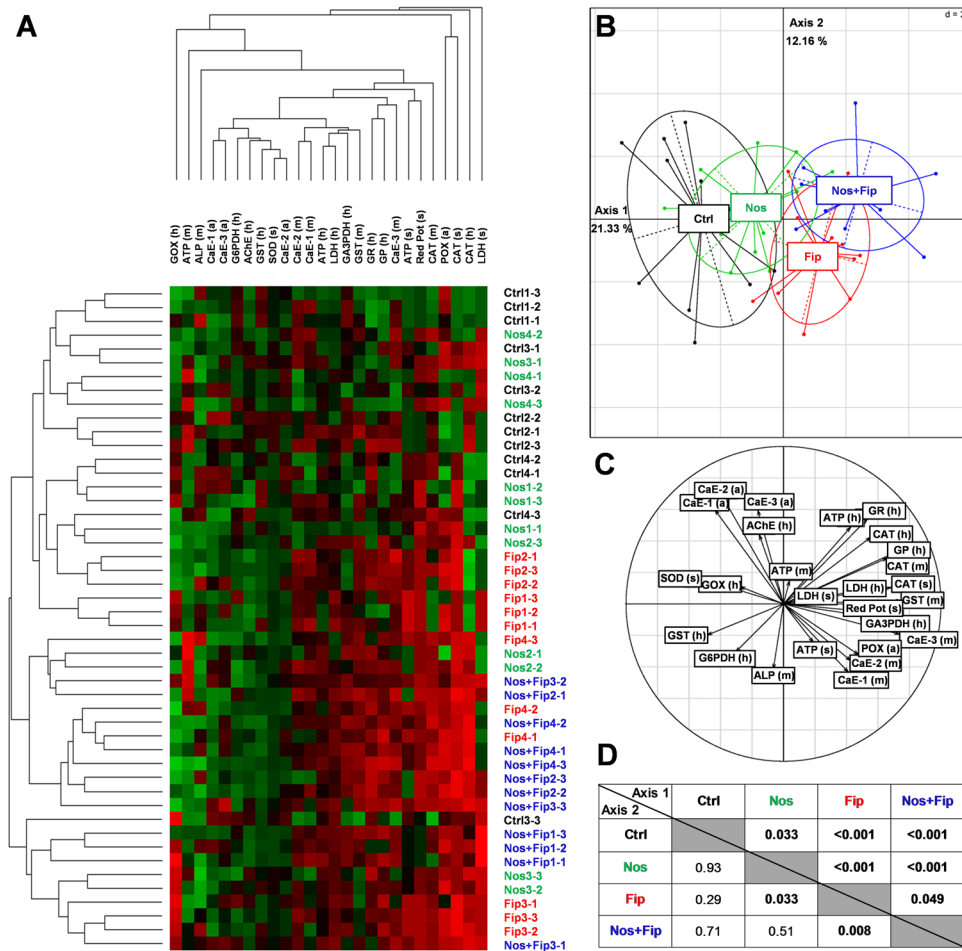 A
GOX (h)
ATP (m)
ALP (m)
CaE-1 (a)
CaE-3 (a)
G6PDH (h)
AChE (h)
GST (h)
SOD (s)
CaE-2 (a)
CaE-2 (m)
CaE-1 (m)
ATP (h)
LDH (h)
GA3PDH (h)
GST (m)
GR (h)
GP (h)
CaE-3 (m)
ATP (s)
Red Pot (s)
CAT (m)
POX (a)
CAT (s)
CAT (h)
LDH (s)
Ctrl1-3
Ctrl1-2
Ctrl1-1
Nos4-2
Ctrl3-1
Nos3-1
Nos4-1
Ctrl3-2
Nos4-3
Ctrl2-2
Ctrl2-1
Ctrl2-3
Ctrl4-2
Ctrl4-1
Nos1-2
Nos1-3
Ctrl4-3
Nos1-1
Nos2-3
Fip2-1
Fip2-3
Fip2-2
Fip1-3
Fip1-2
Fip1-1
Fip4-3
Nos2-1
Nos2-2
Nos+Fip3-2
Nos+Fip2-1
Fip4-2
Nos+Fip4-2
Fip4-1
Nos+Fip4-1
Nos+Fip4-3
Nos+Fip2-3
Nos+Fip2-2
Nos+Fip3-3
Ctrl3-3
Nos+Fip1-3
Nos+Fip1-2
Nos+Fip1-1
Nos3-3
Nos3-2
Fip3-1
Fip3-3
Fip3-2
Nos+Fip3-1
B
Axis 2
12.16 %
d = 2
Axis 1
21.33 %
Ctrl
Nos
Nos+Fip
Fip
C
CaE-2 (a)
CaE-1 (a)
CaE-3 (a)
AChE (h)
ATP (h)
GR (h)
CAT (h)
GP (h)
CAT (m)
ATP (m)
SOD (s)
GOX (h)
LDH (s)
LDH (h)
CAT (s)
GST (m)
Red Pot (s)
GA3PDH (h)
CaE-3 (m)
GST (h)
G6PDH (h)
ALP (m)
ATP (s)
POX (a)
CaE-2 (m)
CaE-1 (m)
D
Axis 1
Axis 2
Ctrl Nos Fip Nos+Fip
Ctrl 0.033 <0.001 <0.001
Nos 0.93 <0.001 <0.001
Fip 0.29 0.033 0.049
Nos+Fip 0.71 0.51 0.008